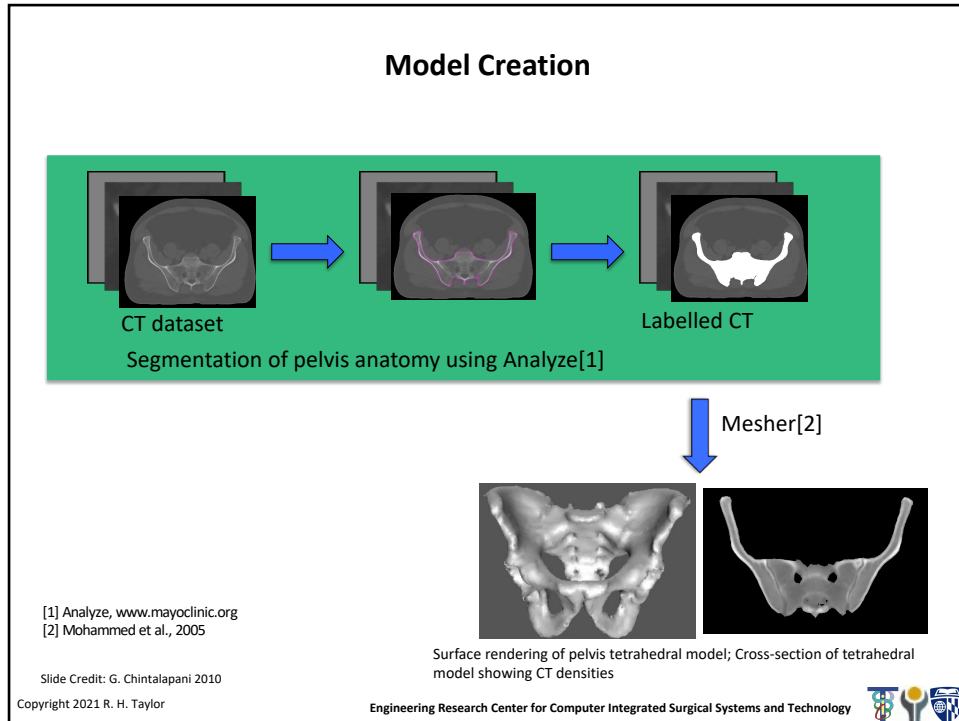 Model Creation
CT dataset
Labelled CT
Segmentation of pelvis anatomy using Analyze[1]
Mesher[2]
[1] Analyze, www.mayoclinic.org
[2] Mohammed et al., 2005
Surface rendering of pelvis tetrahedral model; Cross-section of tetrahedral
model showing CT densities
Slide Credit: G. Chintalapani 2010
Copyright 2021 R. H. Taylor
Engineering Research Center for Computer Integrated Surgical Systems and Technology